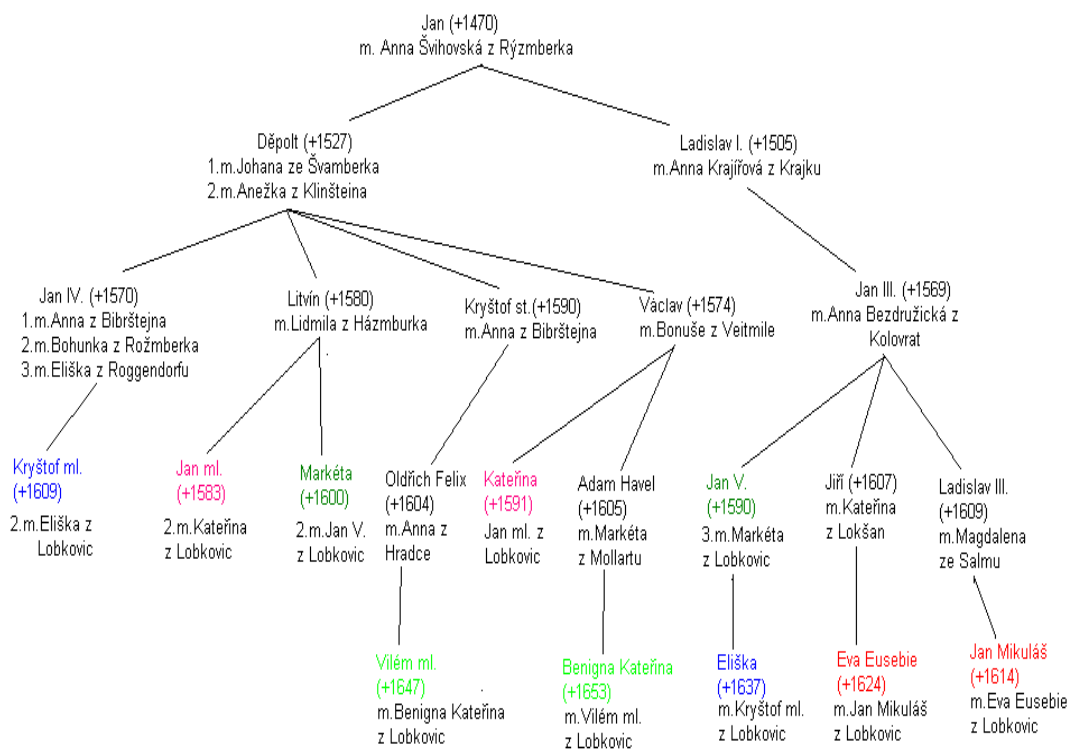 Jan (+1470)
m. Anna Švihovská z Rýzmberka
Děpolt (+1527)
1.m.Johana ze Švamberka
2.m.Anežka z Klinšteina
Ladislav I. (+1505)
m.Anna Krajířová z Krajku
Jan IV. (+1570)
1.m.Anna z Bibrštejna
2.m.Bohunka z Rožmberka
3.m.Eliška z Roggendorfu
Litvín (+1580)
m.Lidmila z Házmburka
Kryštof st.(+1590)
m.Anna z Bibrštejna
Václav (+1574)
m.Bonuše z Veitmile
Jan III. (+1569)
m.Anna Bezdružická z
Kolovrat
Kryštof ml.
(+1609)
2.m.Eliška z
Lobkovic
Jan ml.
(+1583)
2.m.Kateřina
z Lobkovic
Markéta
(+1600)
2.m.Jan V.
z Lobkovic
Oldřich Felix
(+1604)
m.Anna z
Hradce
Kateřina
(+1591)
Jan ml. z
Lobkovic
Adam Havel
(+1605)
m.Markéta
z Mollartu
Jan V.
(+1590)
3.m.Markéta
z Lobkovic
Jiří (+1607)
m.Kateřina
z Lokšan
Ladislav III.
(+1609)
m.Magdalena
ze Salmu
Vilém ml.
(+1647)
m.Benigna Kateřina
z Lobkovic
Benigna Kateřina
(+1653)
m.Vilém ml.
z Lobkovic
Eliška
(+1637)
m.Kryštof ml.
z Lobkovic
Eva Eusebie
(+1624)
m.Jan Mikuláš
z Lobkovic
Jan Mikuláš
(+1614)
m.Eva Eusebie
z Lobkovic